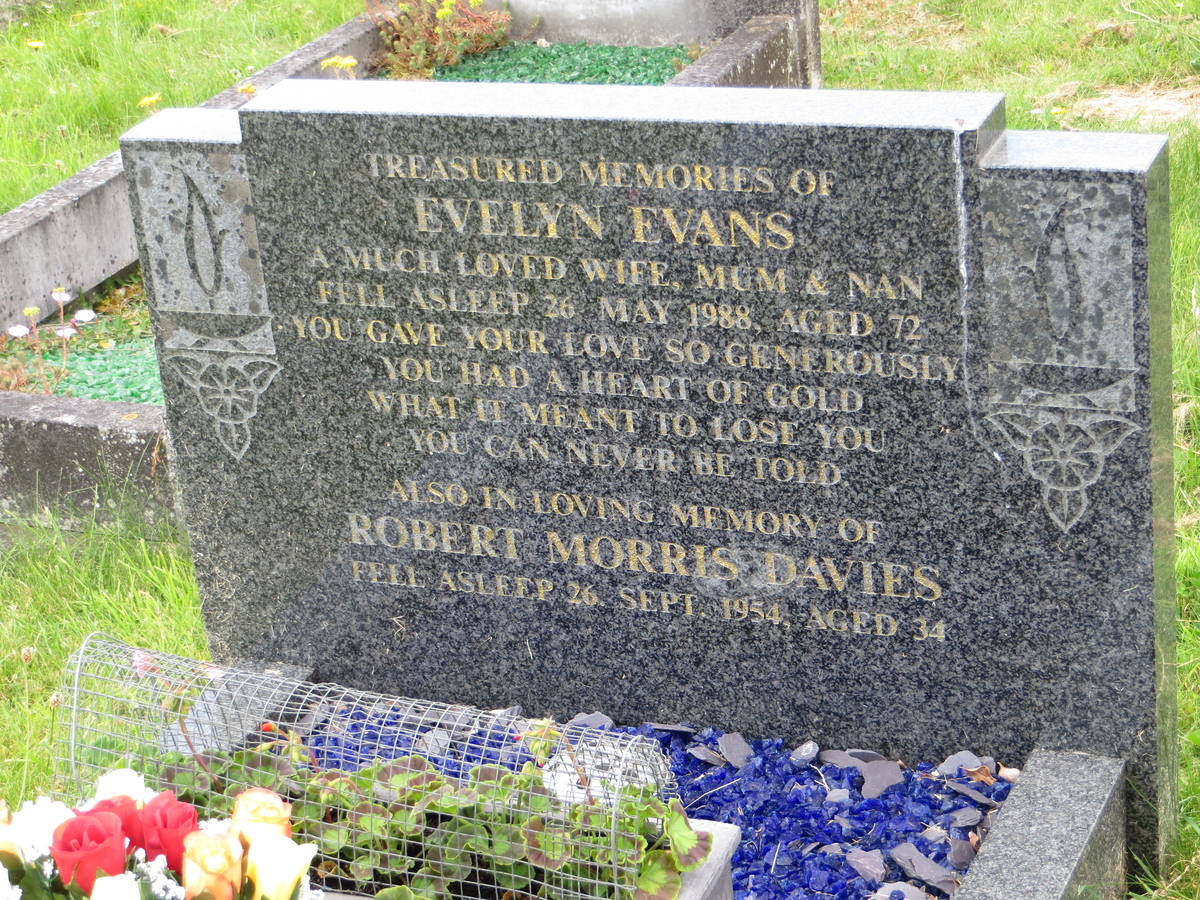 TREASURED MEMORIES OF
EVELYN EVANS
A MUCH LOVED WIFE, MUM & NAN
FELL ASLEEP 26 MAY 1988, AGED 72
YOU GAVE YOUR LOVE SO GENEROUSLY
YOU HAD A HEART OF GOLD
WHAT IT MEANT TO LOSE YOU
YOU CAN NEVER BE TOLD
ALSO IN LOVING MEMORY OF
ROBERT MORRIS DAVIES
FELL ASLEEP 26. SEPT. 1954, AGED 34